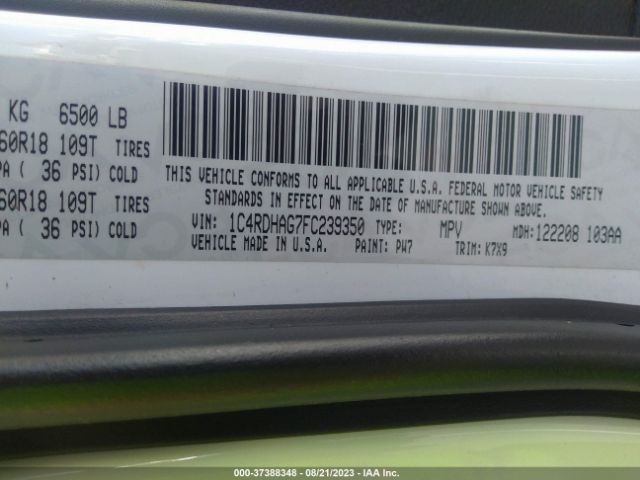 KG 6500 LB
60R18 109T TIRES
PA ( 36 PSI) COLD
60R18 109T TIRES
PA ( 36 PSI) COLD
THIS VEHICLE CONFORMS TO ALL APPLICABLE U.S.A. FEDERAL MOTOR VEHICLE SAFETY
STANDARDS IN EFFECT ON THE DATE OF MANUFACTURE SHOWN ABOVE.
VIN: 1C4RDHAG7FC239350 TYPE: MPV MDH: 122208 103AA
VEHICLE MADE IN U.S.A. PAINT: PW7 TRIM: K7X9
000-37388348 - 08/21/2023 - IAA Inc.